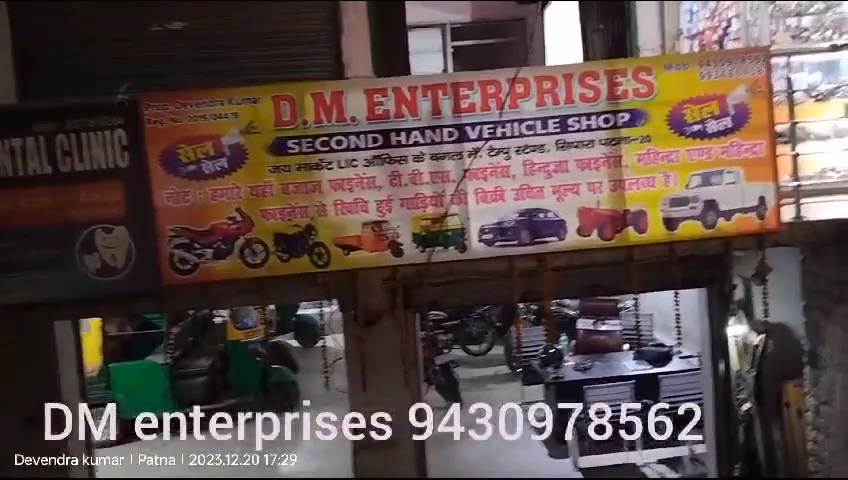 NTAL CLINIC
Prop. Devendra Kumar
D.M. ENTERPRISES
SECOND HAND VEHICLE SHOP
सेल
सेल
जय मार्केट LIC ऑफिस के बगल में, टेम्पु स्टैण्ड, सिपारा पटना-20
नोट : हमारे यहाँ बजाज फाइनेंस, टी.वी.एस. फाइनेंस, हिन्दुजा फाइनेंस, महिन्द्रा एण्ड महिन्द्रा
फाइनेंस से खिंचि हुई गाड़ियों की बिक्री उचित मूल्य पर उपलब्ध है।
सेल
सेल
DM enterprises 9430978562
Devendra kumar | Patna | 2023.12.20 17:29